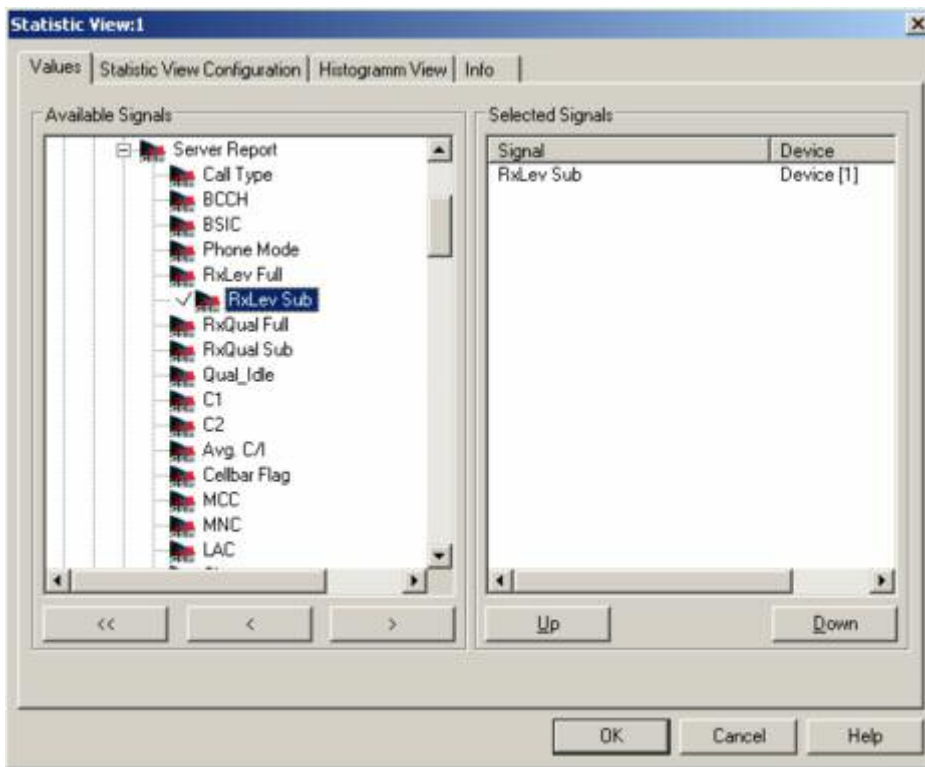 Statistic View:1
Values
Statistic View Configuration
Histogramm View
Info
Available Signals
Server Report
Call Type
BCCH
BSIC
Phone Mode
RxLev Full
RxLev Sub
RxQual Full
RxQual Sub
Qual_Idle
C1
C2
Avg. C/I
Cellbar Flag
MCC
MNC
LAC
<<
<
>
Selected Signals
Signal Device
RxLev Sub Device [1]
Up
Down
OK
Cancel
Help